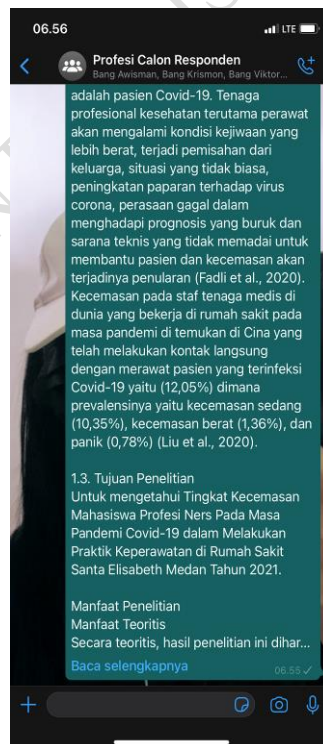 06.56
LTE
Profesi Calon Responden
Bang Awisman, Bang Krismon, Bang Viktor...
adalah pasien Covid-19. Tenaga
profesional kesehatan terutama perawat
akan mengalami kondisi kejiwaan yang
lebih berat, terjadi pemisahan dari
keluarga, situasi yang tidak biasa,
peningkatan paparan terhadap virus
corona, perasaan gagal dalam
menghadapi prognosis yang buruk dan
sarana teknis yang tidak memadai untuk
membantu pasien dan kecemasan akan
terjadinya penularan (Fadli et al., 2020).
Kecemasan pada staf tenaga medis di
dunia yang bekerja di rumah sakit pada
masa pandemi di temukan di Cina yang
telah melakukan kontak langsung
dengan merawat pasien yang terinfeksi
Covid-19 yaitu (12,05%) dimana
prevalensinya yaitu kecemasan sedang
(10,35%), kecemasan berat (1,36%), dan
panik (0,78%) (Liu et al., 2020).
1.3. Tujuan Penelitian
Untuk mengetahui Tingkat Kecemasan
Mahasiswa Profesi Ners Pada Masa
Pandemi Covid-19 dalam Melakukan
Praktik Keperawatan di Rumah Sakit
Santa Elisabeth Medan Tahun 2021.
Manfaat Penelitian
Manfaat Teoritis
Secara teoritis, hasil penelitian ini dihar...
Baca selengkapnya
06.55